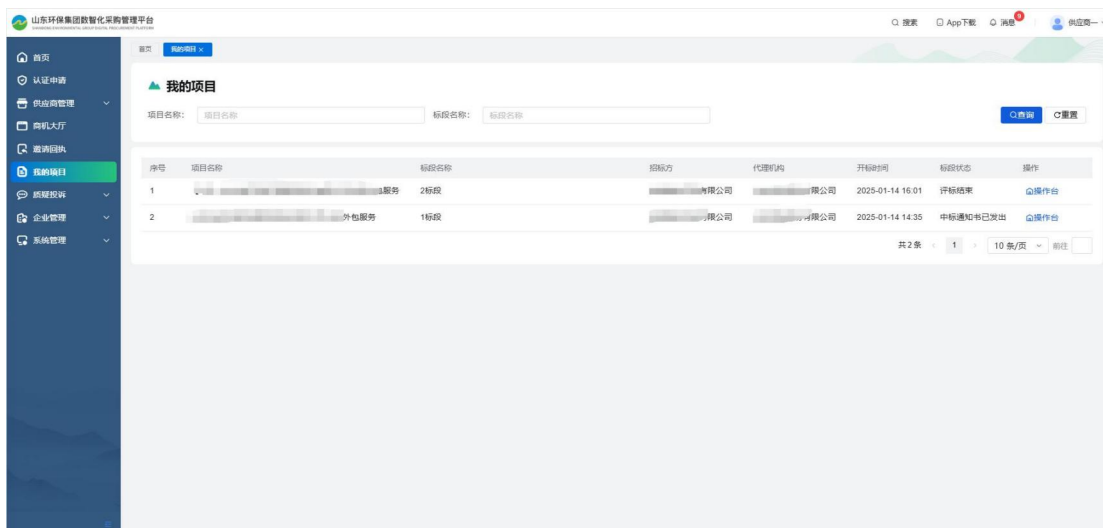 山东环保集团数智化采购管理平台
搜索 App下载 消息 9 供应商一
首页
认证申请
供应商管理
商机大厅
邀请回执
我的项目
质疑投诉
企业管理
系统管理
首页 我的项目 ×
我的项目
项目名称: 项目名称 标段名称: 标段名称 查询 重置
序号 项目名称 标段名称 招标方 代理机构 开标时间 标段状态 操作
1 服务 2标段 有限公司 限公司 2025-01-14 16:01 评标结束 操作台
2 外包服务 1标段 限公司 有限公司 2025-01-14 14:35 中标通知书已发出 操作台
共2条 1 10条/页 前往